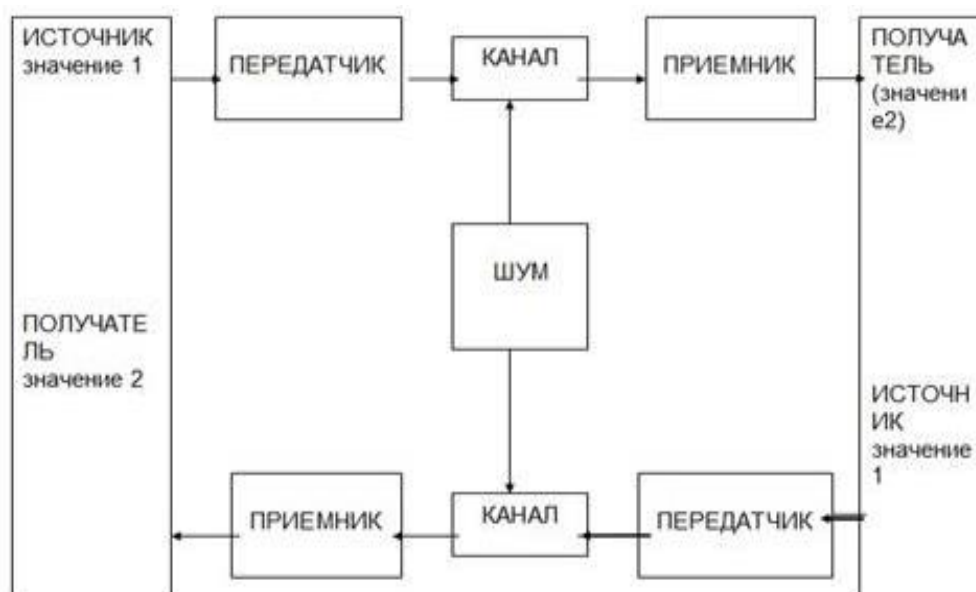 ИСТОЧНИК
значение 1
ПЕРЕДАТЧИК
КАНАЛ
ПРИЕМНИК
ПОЛУЧА
ТЕЛЬ
(значени
е2)
ШУМ
ПОЛУЧАТЕ
ЛЬ
значение 2
ИСТОЧН
ИК
значение
1
ПРИЕМНИК
КАНАЛ
ПЕРЕДАТЧИК